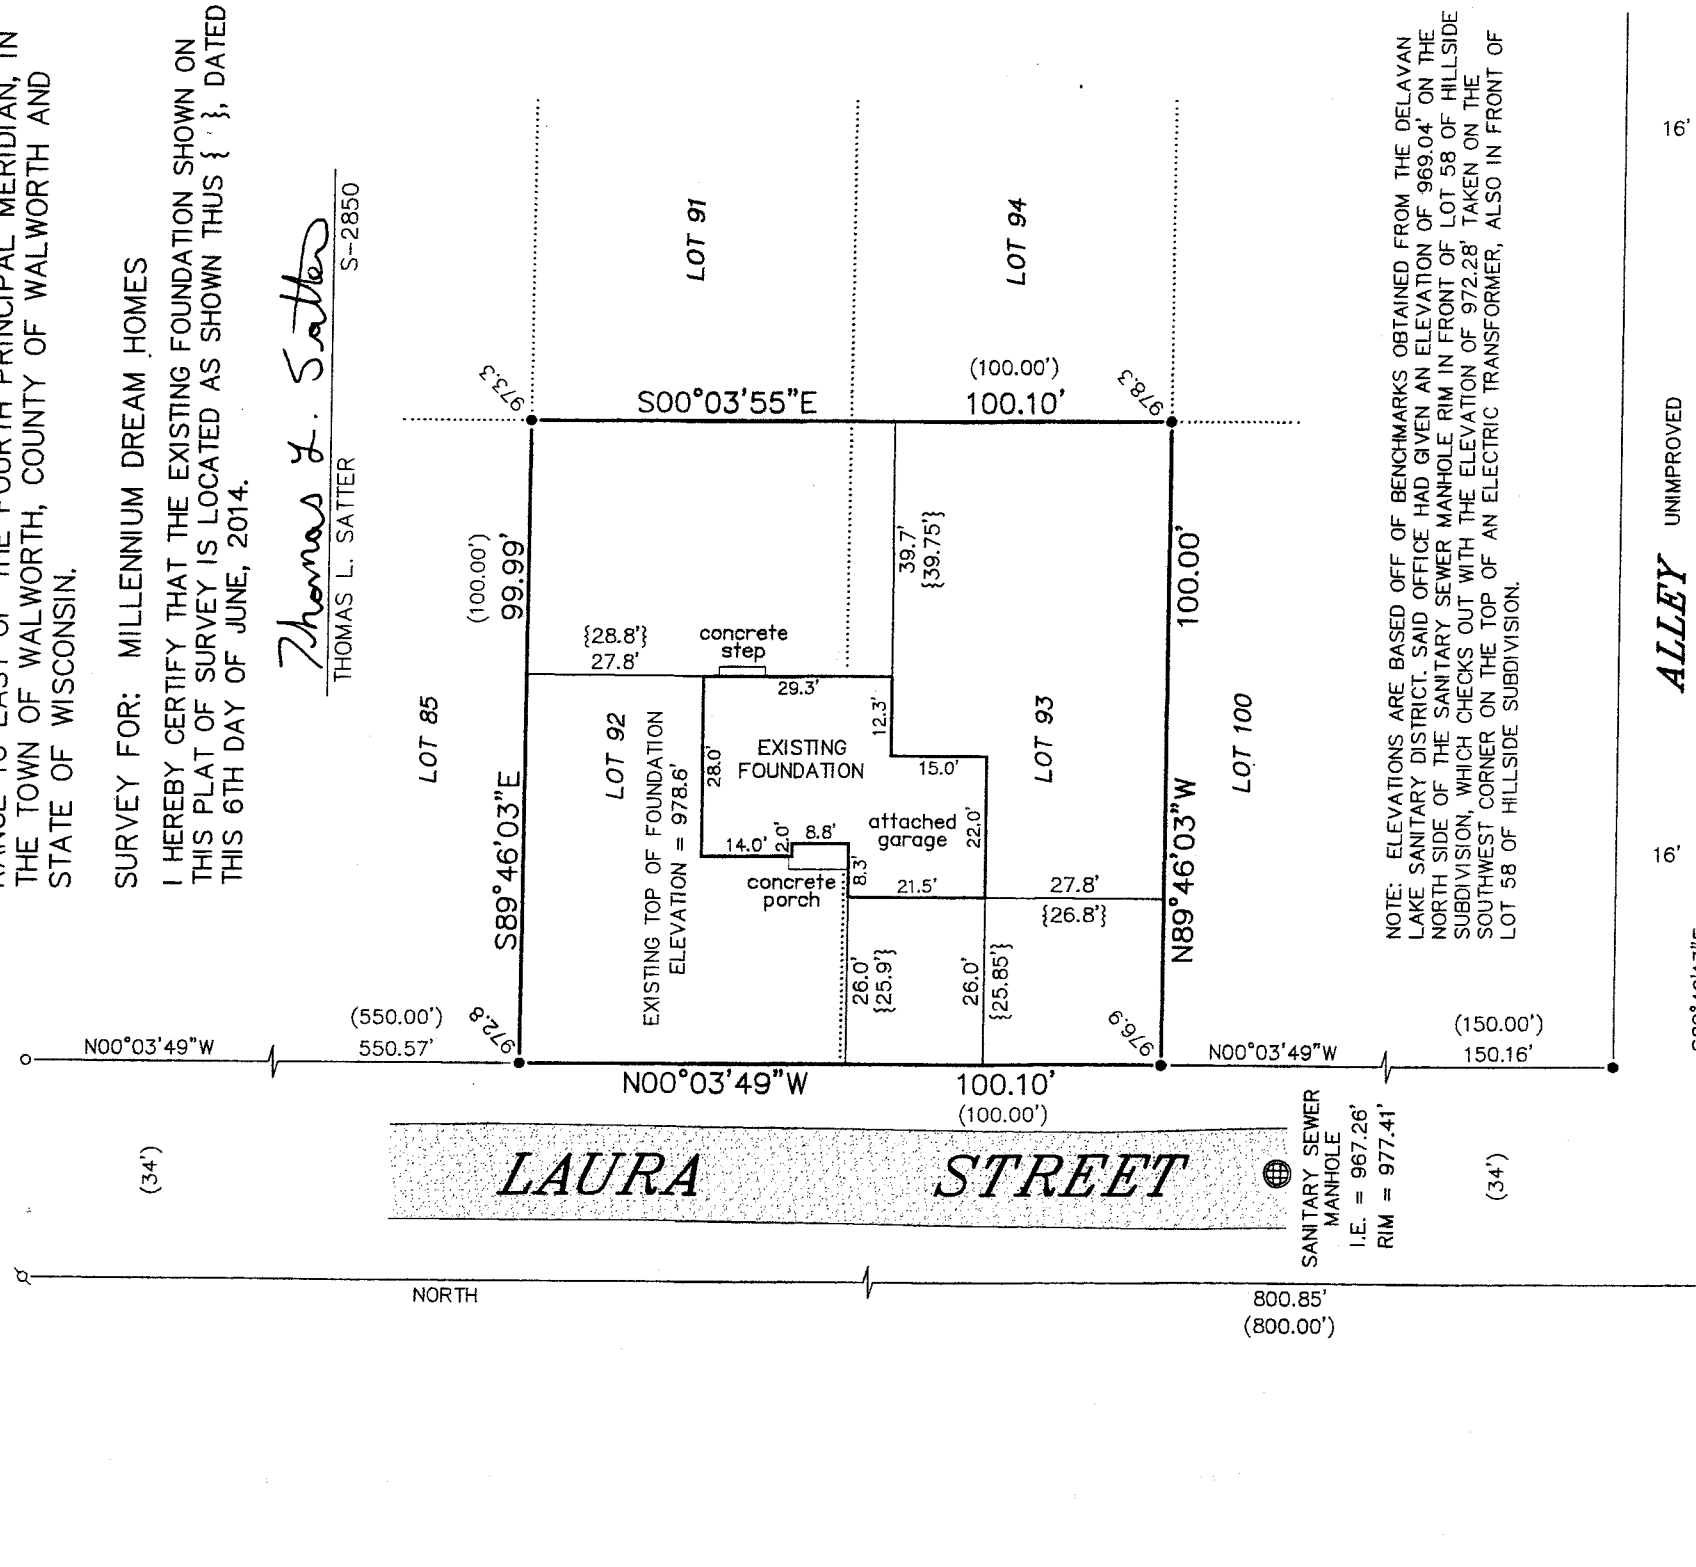 THE TOWN OF WALWORTH, COUNTY OF WALWORTH AND
STATE OF WISCONSIN.
SURVEY FOR: MILLENNIUM DREAM HOMES
I HEREBY CERTIFY THAT THE EXISTING FOUNDATION SHOWN ON
THIS PLAT OF SURVEY IS LOCATED AS SHOWN THUS { }, DATED
THIS 6TH DAY OF JUNE, 2014.
Thomas L. Satter
THOMAS L. SATTER S-2850
LOT 91
LOT 94
973.3
S00°03'55"E
(100.00')
100.10'
978.3
LOT 85
(100.00')
99.99'
S89°46'03"E
{28.8'}
27.8'
concrete
step
29.3'
39.7'
{39.75'}
12.3'
LOT 92
28.0'
EXISTING
FOUNDATION
15.0'
LOT 93
EXISTING TOP OF FOUNDATION
ELEVATION = 978.6'
14.0'
2.0'
8.8'
attached
garage
22.0'
concrete
porch
8.3'
21.5'
27.8'
{26.8'}
26.0'
{25.9'}
26.0'
{25.85'}
100.00'
N89°46'03"W
LOT 100
NOTE: ELEVATIONS ARE BASED OFF OF BENCHMARKS OBTAINED FROM THE DELAVAN
LAKE SANITARY DISTRICT. SAID OFFICE HAD GIVEN AN ELEVATION OF 969.04' ON THE
NORTH SIDE OF THE SANITARY SEWER MANHOLE RIM IN FRONT OF LOT 58 OF HILLSIDE
SUBDIVISION, WHICH CHECKS OUT WITH THE ELEVATION OF 972.28' TAKEN ON THE
SOUTHWEST CORNER ON THE TOP OF AN ELECTRIC TRANSFORMER, ALSO IN FRONT OF
LOT 58 OF HILLSIDE SUBDIVISION.
ALLEY UNIMPROVED
16'
16'
N00°03'49"W
(550.00')
550.57'
972.8
N00°03'49"W
100.10'
(100.00')
976.9
N00°03'49"W
(150.00')
150.16'
(34')
LAURA STREET
SANITARY SEWER
MANHOLE
I.E. = 967.26'
RIM = 977.41'
(34')
NORTH
800.85'
(800.00')